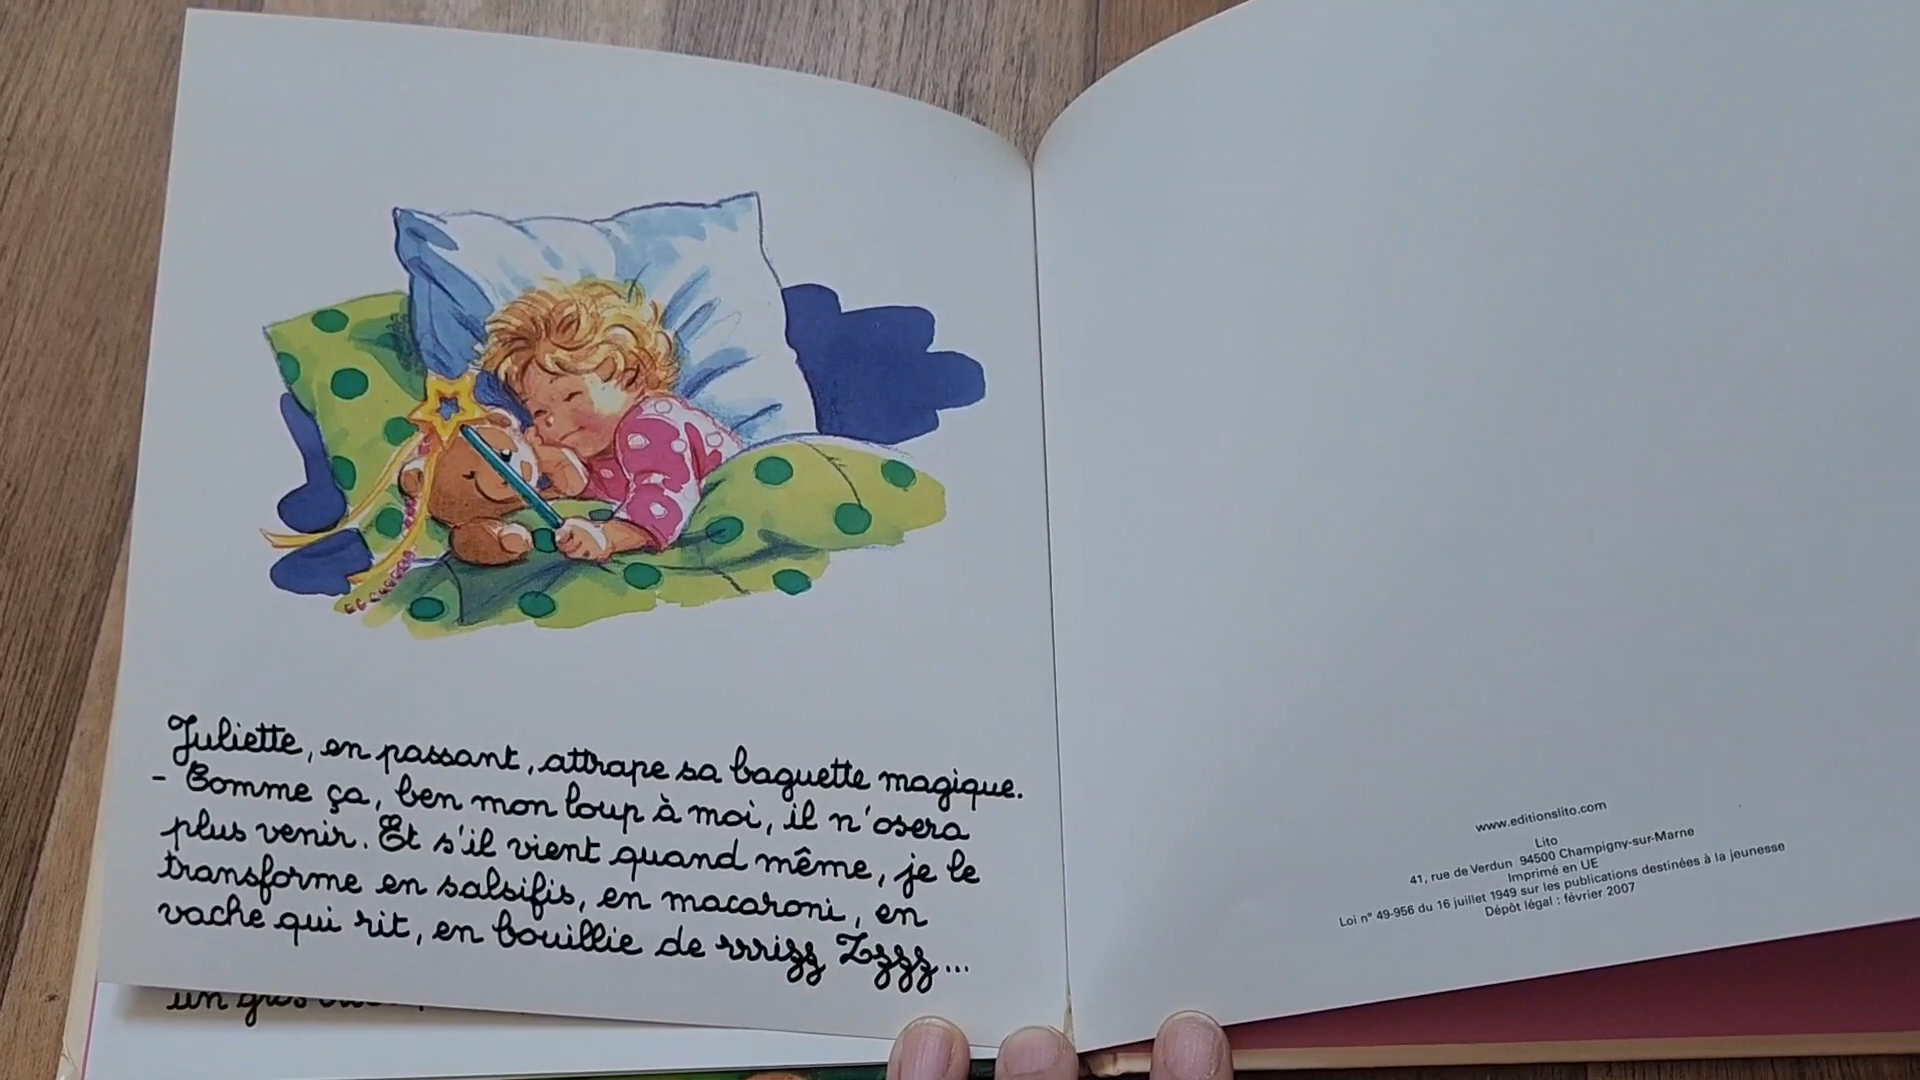 Juliette, en passant, attrape sa baguette magique.
- Comme ça, ben mon loup à moi, il n'osera
plus venir. Et s'il vient quand même, je le
transforme en salsifis, en macaroni, en
vache qui rit, en bouillie de rrrizz Zzzz...
un gros
www.editionslito.com
Lito
41, rue de Verdun 94500 Champigny-sur-Marne
Imprimé en UE
Loi n° 49-956 du 16 juillet 1949 sur les publications destinées à la jeunesse
Dépôt légal : février 2007